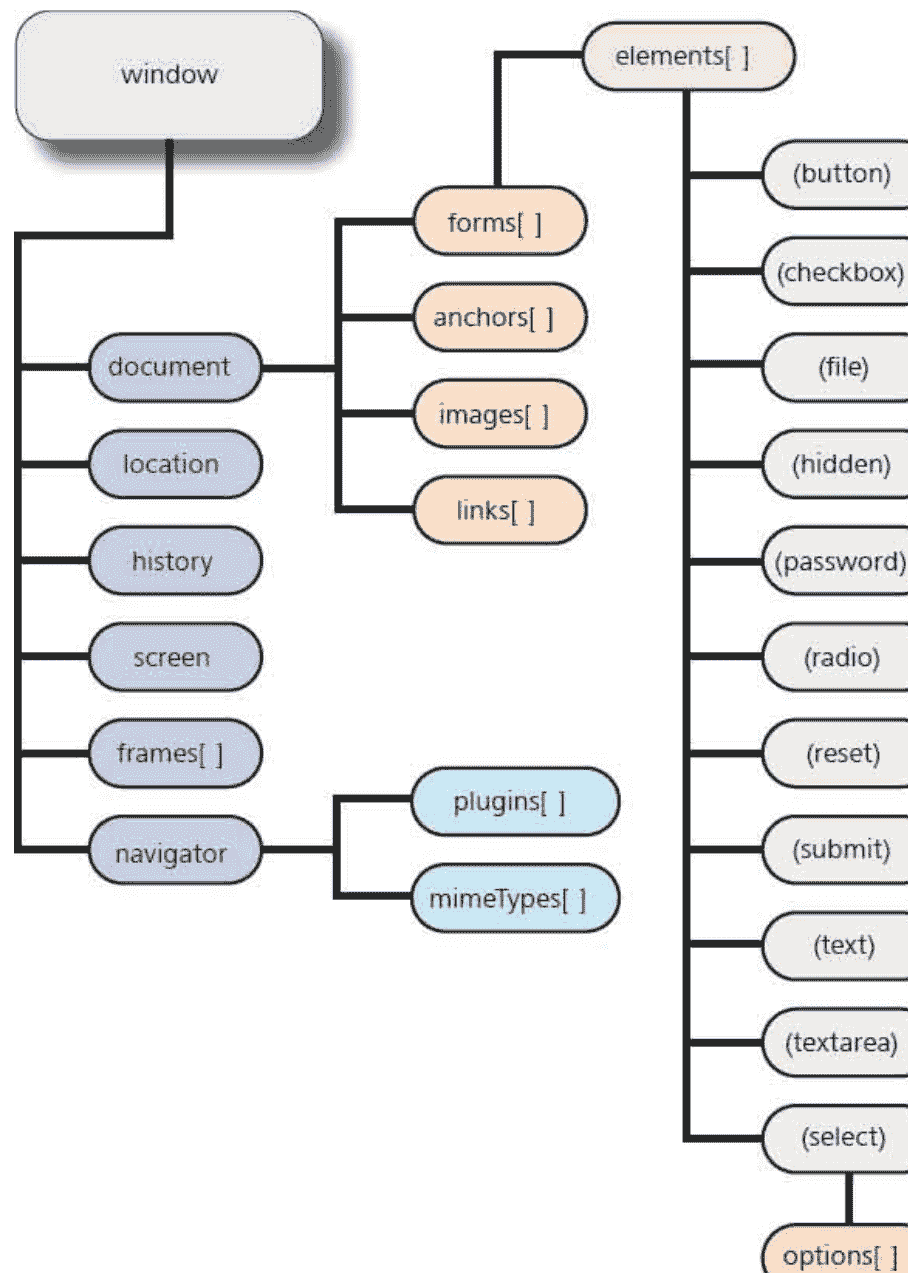 window
elements[ ]
(button)
forms[ ]
(checkbox)
anchors[ ]
document
(file)
images[ ]
location
(hidden)
links[ ]
history
(password)
screen
(radio)
frames[ ]
(reset)
plugins[ ]
navigator
(submit)
mimeTypes[ ]
(text)
(textarea)
(select)
options[ ]